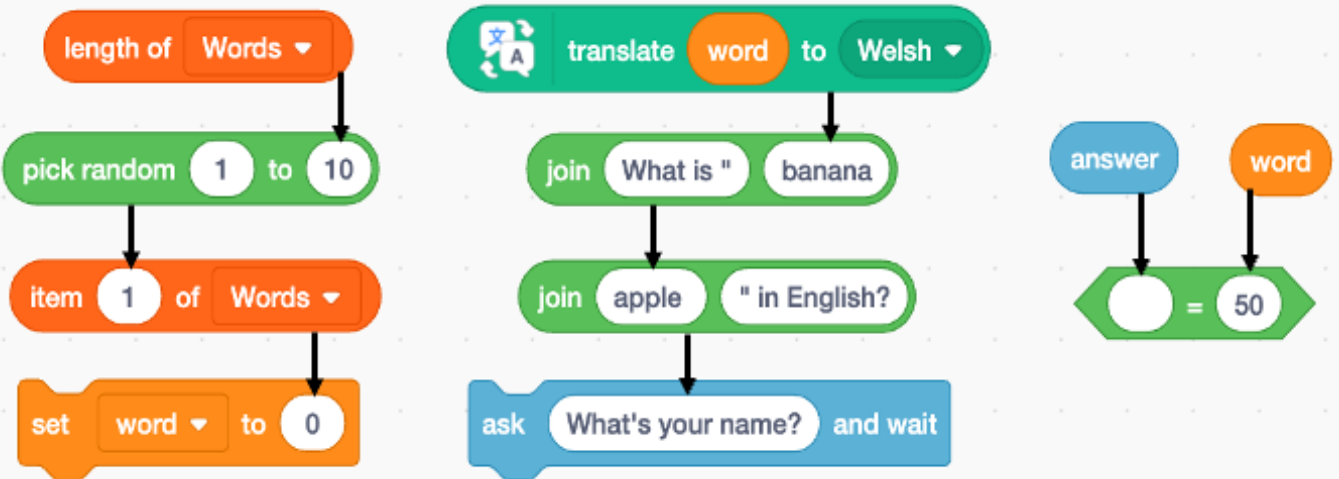 length of Words
pick random 1 to 10
item 1 of Words
set word to 0
文 A translate word to Welsh
join What is " banana
join apple " in English?
ask What's your name? and wait
answer word
= 50